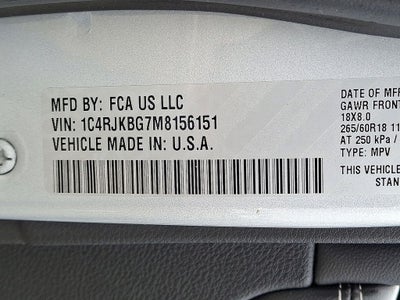 MFD BY: FCA US LLC
VIN: 1C4RJKBG7M8156151
VEHICLE MADE IN: U.S.A.
DATE OF MFR
GAWR FRONT
18X8.0
265/60R18 11
AT 250 kPa /
TYPE: MPV
THIS VEHICLE
STAN